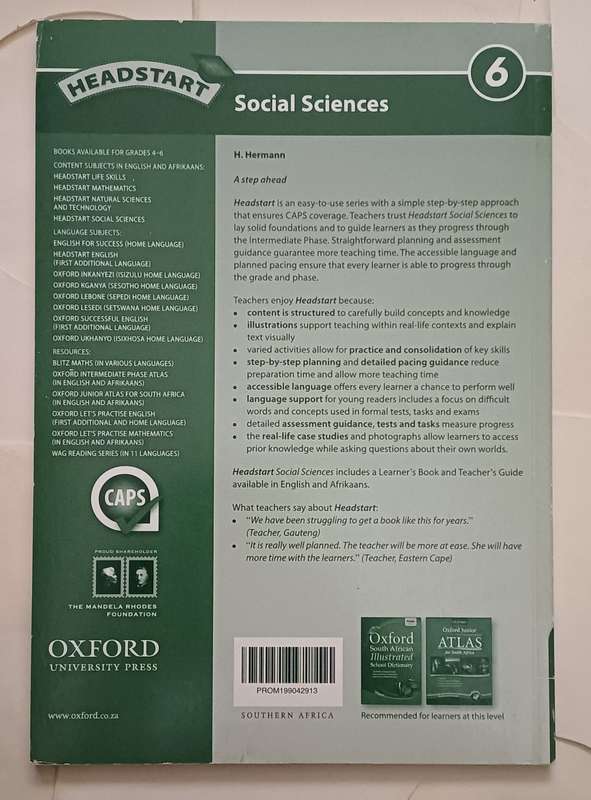 HEADSTART
6
Social Sciences
BOOKS AVAILABLE FOR GRADES 4–6
CONTENT SUBJECTS IN ENGLISH AND AFRIKAANS:
HEADSTART LIFE SKILLS
HEADSTART MATHEMATICS
HEADSTART NATURAL SCIENCES
AND TECHNOLOGY
HEADSTART SOCIAL SCIENCES
LANGUAGE SUBJECTS:
ENGLISH FOR SUCCESS (HOME LANGUAGE)
HEADSTART ENGLISH
(FIRST ADDITIONAL LANGUAGE)
OXFORD INKANYEZI (ISIZULU HOME LANGUAGE)
OXFORD KGANYA (SESOTHO HOME LANGUAGE)
OXFORD LEBONE (SEPEDI HOME LANGUAGE)
OXFORD LESEDI (SETSWANA HOME LANGUAGE)
OXFORD SUCCESSFUL ENGLISH
(FIRST ADDITIONAL LANGUAGE)
OXFORD UKHANYO (ISIXHOSA HOME LANGUAGE)
RESOURCES:
BLITZ MATHS (IN VARIOUS LANGUAGES)
OXFORD INTERMEDIATE PHASE ATLAS
(IN ENGLISH AND AFRIKAANS)
OXFORD JUNIOR ATLAS FOR SOUTH AFRICA
(IN ENGLISH AND AFRIKAANS)
OXFORD LET'S PRACTISE ENGLISH
(FIRST ADDITIONAL AND HOME LANGUAGE)
OXFORD LET'S PRACTISE MATHEMATICS
(IN ENGLISH AND AFRIKAANS)
WAG READING SERIES (IN 11 LANGUAGES)
CAPS
PROUD SHAREHOLDER
THE MANDELA RHODES
FOUNDATION
OXFORD
UNIVERSITY PRESS
www.oxford.co.za
H. Hermann
A step ahead
Headstart is an easy-to-use series with a simple step-by-step approach
that ensures CAPS coverage. Teachers trust Headstart Social Sciences to
lay solid foundations and to guide learners as they progress through
the Intermediate Phase. Straightforward planning and assessment
guidance guarantee more teaching time. The accessible language and
planned pacing ensure that every learner is able to progress through
the grade and phase.
Teachers enjoy Headstart because:
• content is structured to carefully build concepts and knowledge
• illustrations support teaching within real-life contexts and explain
text visually
• varied activities allow for practice and consolidation of key skills
• step-by-step planning and detailed pacing guidance reduce
preparation time and allow more teaching time
• accessible language offers every learner a chance to perform well
• language support for young readers includes a focus on difficult
words and concepts used in formal tests, tasks and exams
• detailed assessment guidance, tests and tasks measure progress
• the real-life case studies and photographs allow learners to access
prior knowledge while asking questions about their own worlds.
Headstart Social Sciences includes a Learner's Book and Teacher's Guide
available in English and Afrikaans.
What teachers say about Headstart:
• "We have been struggling to get a book like this for years."
(Teacher, Gauteng)
• "It is really well planned. The teacher will be more at ease. She will have
more time with the learners." (Teacher, Eastern Cape)
PROM199042913
SOUTHERN AFRICA
Oxford
South African
Illustrated
School Dictionary
Oxford Junior
ATLAS
for South Africa
Recommended for learners at this level